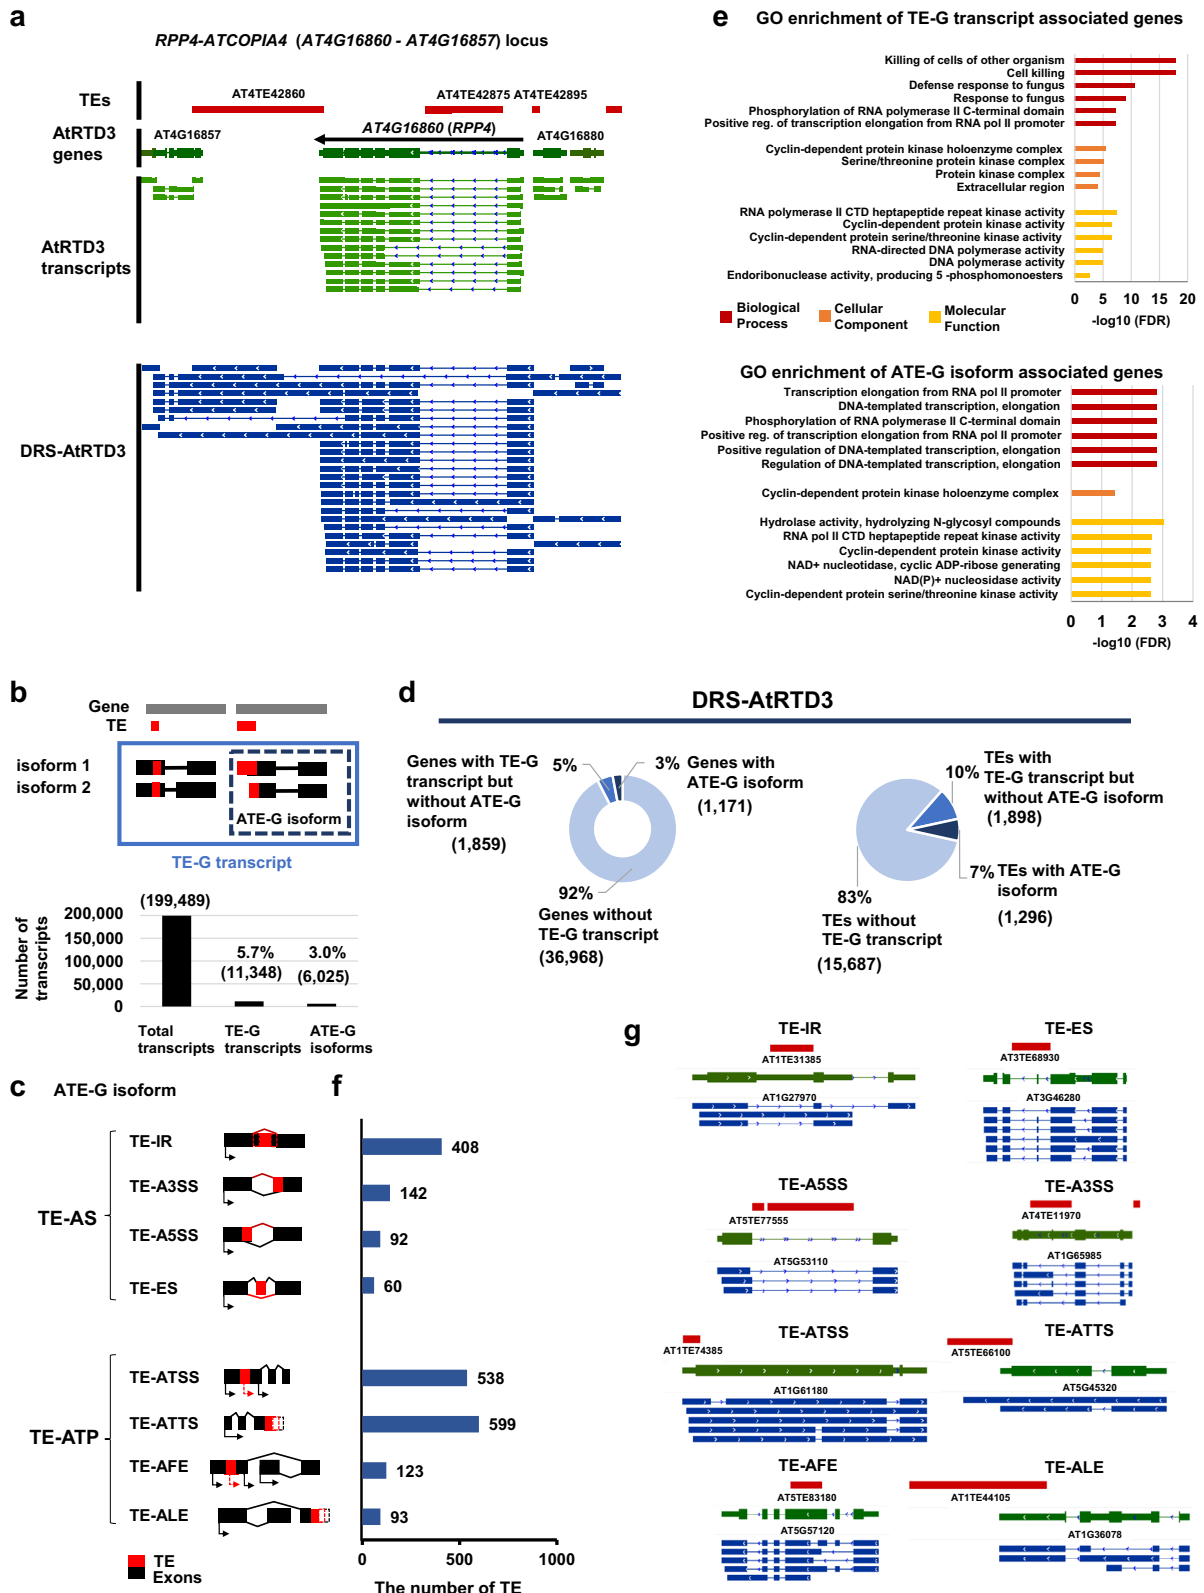 a
RPP4-ATCOPIA4 (AT4G16860 - AT4G16857) locus
TEs
AT4TE42860
AT4TE42875 AT4TE42895
AtRTD3
genes
AT4G16857
AT4G16860 (RPP4)
AT4G16880
AtRTD3
transcripts
DRS-AtRTD3
e
GO enrichment of TE-G transcript associated genes
Killing of cells of other organism
Cell killing
Defense response to fungus
Response to fungus
Phosphorylation of RNA polymerase II C-terminal domain
Positive reg. of transcription elongation from RNA pol II promoter
Cyclin-dependent protein kinase holoenzyme complex
Serine/threonine protein kinase complex
Protein kinase complex
Extracellular region
RNA polymerase II CTD heptapeptide repeat kinase activity
Cyclin-dependent protein kinase activity
Cyclin-dependent protein serine/threonine kinase activity
RNA-directed DNA polymerase activity
DNA polymerase activity
Endoribonuclease activity, producing 5 -phosphomonoesters
0 5 10 15 20
-log10 (FDR)
Biological
Process
Cellular
Component
Molecular
Function
GO enrichment of ATE-G isoform associated genes
Transcription elongation from RNA pol II promoter
DNA-templated transcription, elongation
Phosphorylation of RNA polymerase II C-terminal domain
Positive reg. of transcription elongation from RNA pol II promoter
Positive regulation of DNA-templated transcription, elongation
Regulation of DNA-templated transcription, elongation
Cyclin-dependent protein kinase holoenzyme complex
Hydrolase activity, hydrolyzing N-glycosyl compounds
RNA pol II CTD heptapeptide repeat kinase activity
Cyclin-dependent protein kinase activity
NAD+ nucleotidase, cyclic ADP-ribose generating
NAD(P)+ nucleosidase activity
Cyclin-dependent protein serine/threonine kinase activity
0 1 2 3 4
-log10 (FDR)
b
Gene
TE
isoform 1
isoform 2
ATE-G isoform
TE-G transcript
Number of
transcripts
200,000
150,000
100,000
50,000
0
(199,489)
5.7%
(11,348)
3.0%
(6,025)
Total
transcripts
TE-G
transcripts
ATE-G
isoforms
d
DRS-AtRTD3
Genes with TE-G
transcript but
without ATE-G
isoform
(1,859)
5%
3%
Genes with
ATE-G isoform
(1,171)
92%
Genes without
TE-G transcript
(36,968)
TEs with
TE-G transcript but
without ATE-G isoform
(1,898)
10%
7%
TEs with ATE-G
isoform
(1,296)
83%
TEs without
TE-G transcript
(15,687)
c
ATE-G isoform
TE-AS
TE-IR
TE-A3SS
TE-A5SS
TE-ES
TE-ATP
TE-ATSS
TE-ATTS
TE-AFE
TE-ALE
TE
Exons
f
408
142
92
60
538
599
123
93
0 500 1000
The number of TE
g
TE-IR
AT1TE31385
AT1G27970
TE-ES
AT3TE68930
AT3G46280
TE-A5SS
AT5TE77555
AT5G53110
TE-A3SS
AT4TE11970
AT1G65985
TE-ATSS
AT1TE74385
AT1G61180
TE-ATTS
AT5TE66100
AT5G45320
TE-AFE
AT5TE83180
AT5G57120
TE-ALE
AT1TE44105
AT1G36078